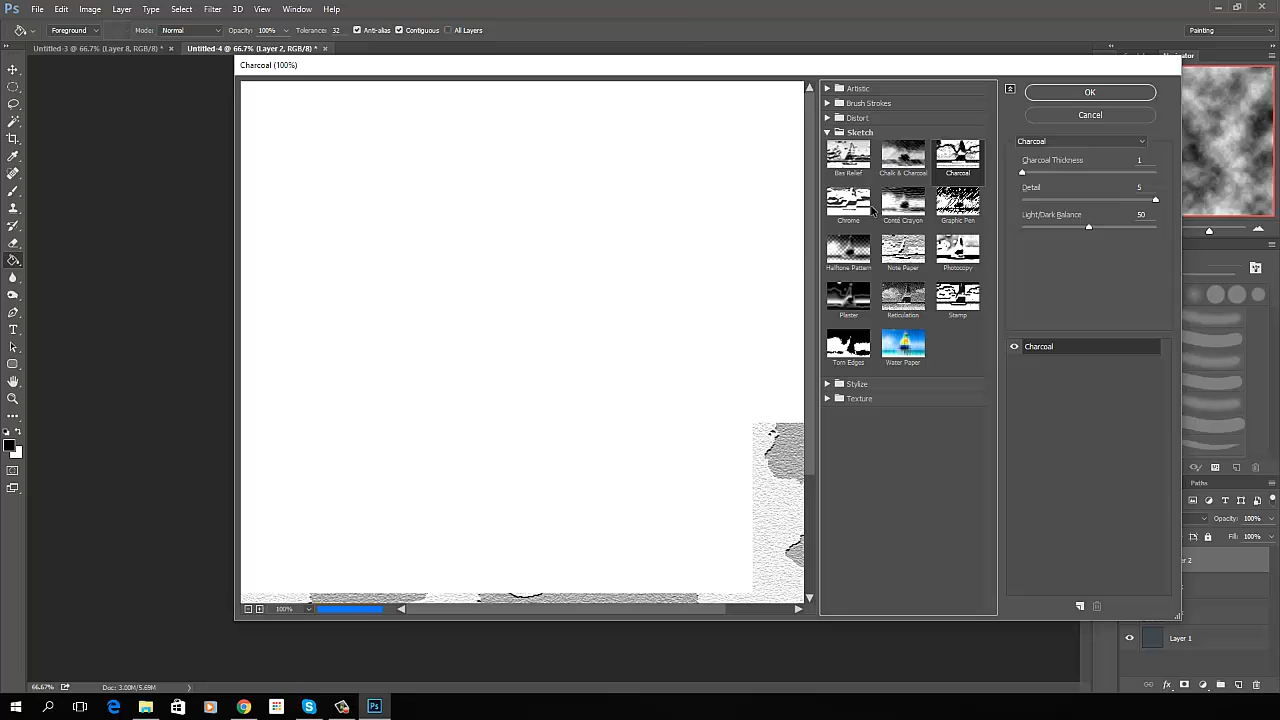 Ps File Edit Image Layer Type Select Filter 3D View Window Help
Foreground Mode: Normal Opacity: 100% Tolerance: 32 Anti-alias Contiguous All Layers Painting
Untitled-3 @ 66.7% (Layer 8, RGB/8) * × Untitled-4 @ 66.7% (Layer 2, RGB/8) * ×
Navigator
Charcoal (100%)
Artistic
Brush Strokes
Distort
Sketch
Bas Relief Chalk & Charcoal Charcoal
Chrome Conté Crayon Graphic Pen
Halftone Pattern Note Paper Photocopy
Plaster Reticulation Stamp
Torn Edges Water Paper
Stylize
Texture
OK
Cancel
Charcoal
Charcoal Thickness 1
Detail 5
Light/Dark Balance 50
Charcoal
100%
Paths
Opacity: 100%
Fill: 100%
er 2
Layer 1
66.67% Doc: 3.00M/5.69M